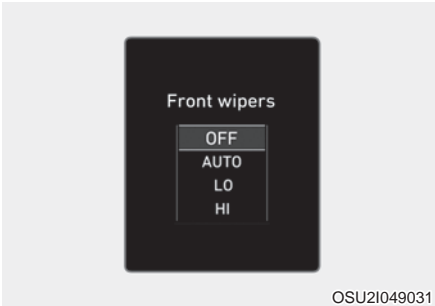 Front wipers
OFF
AUTO
LO
HI
OSU2I049031